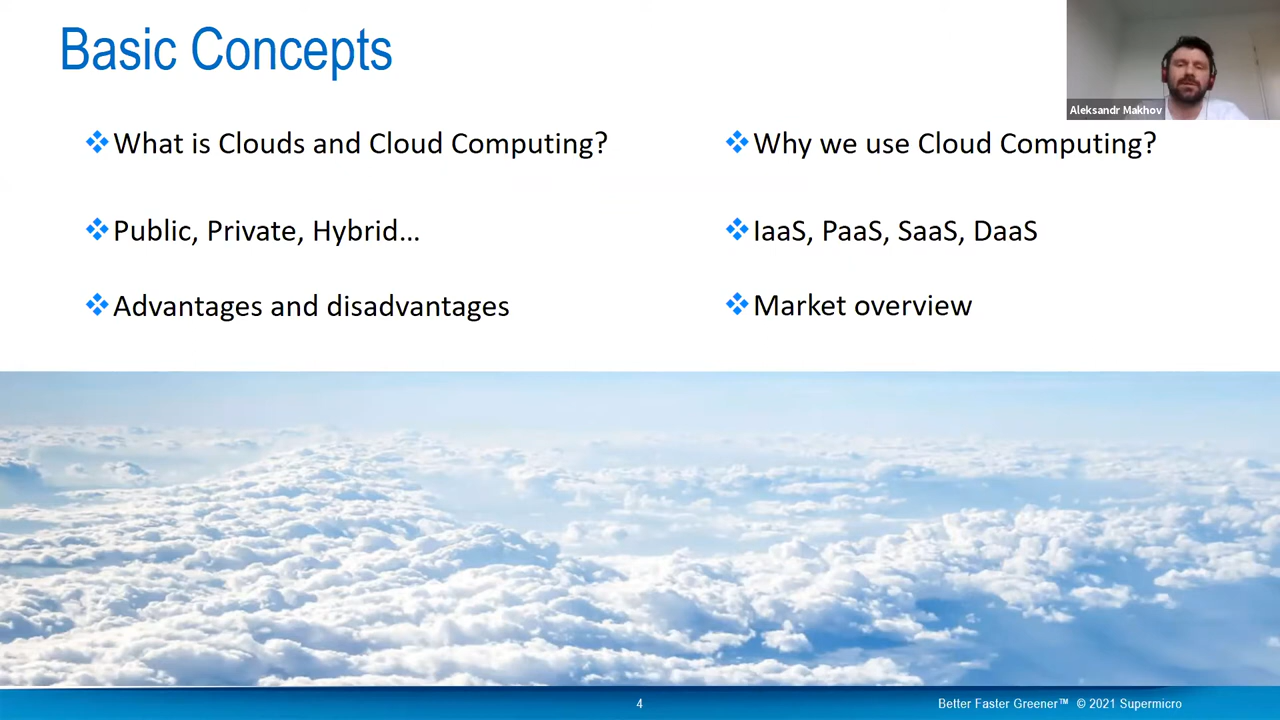 Basic Concepts
Aleksandr Makhov
What is Clouds and Cloud Computing?
Why we use Cloud Computing?
Public, Private, Hybrid...
IaaS, PaaS, SaaS, DaaS
Advantages and disadvantages
Market overview
4
Better Faster Greener™ © 2021 Supermicro